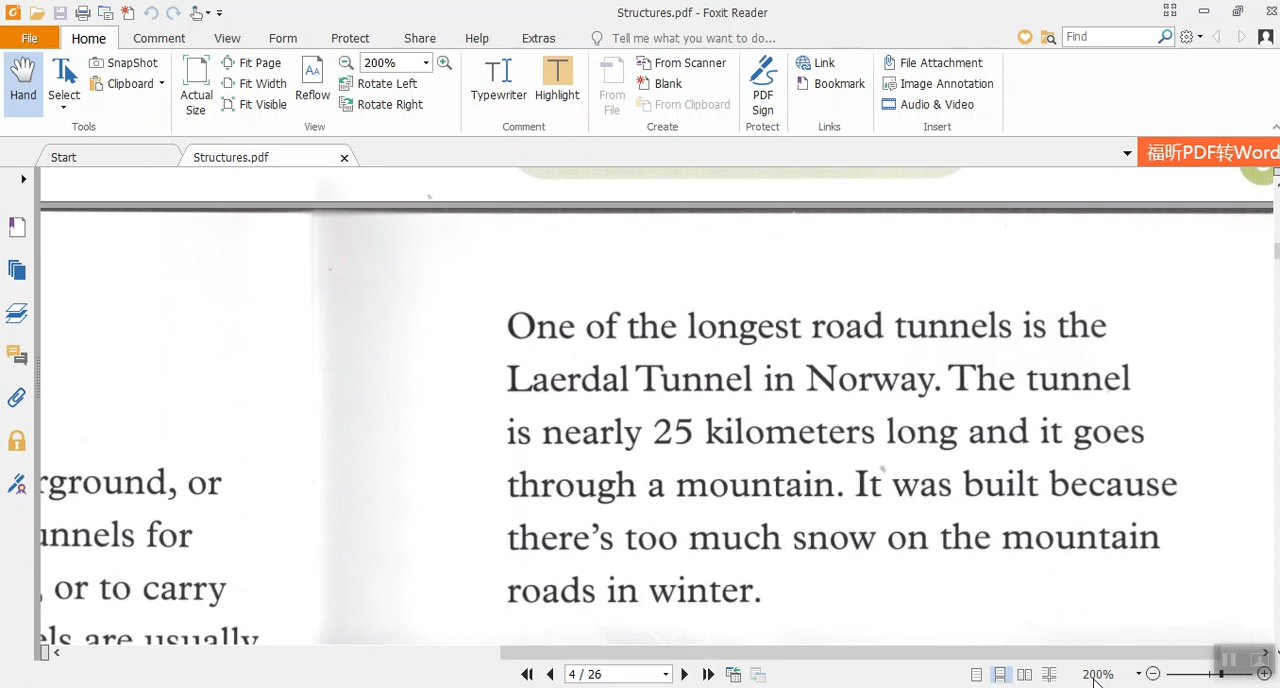 Structures.pdf - Foxit Reader
File Home Comment View Form Protect Share Help Extras Tell me what you want to do... Find
Hand
Select
SnapShot
Clipboard
Tools
Actual Size
Fit Page
Fit Width
Fit Visible
Reflow
200%
Rotate Left
Rotate Right
View
Typewriter
Highlight
Comment
From File
From Scanner
Blank
From Clipboard
Create
PDF Sign
Protect
Link
Bookmark
Links
File Attachment
Image Annotation
Audio & Video
Insert
Start
Structures.pdf
福昕PDF转Word
rground, or
unnels for
, or to carry
els are usually
One of the longest road tunnels is the
Laerdal Tunnel in Norway. The tunnel
is nearly 25 kilometers long and it goes
through a mountain. It was built because
there's too much snow on the mountain
roads in winter.
4 / 26
200%